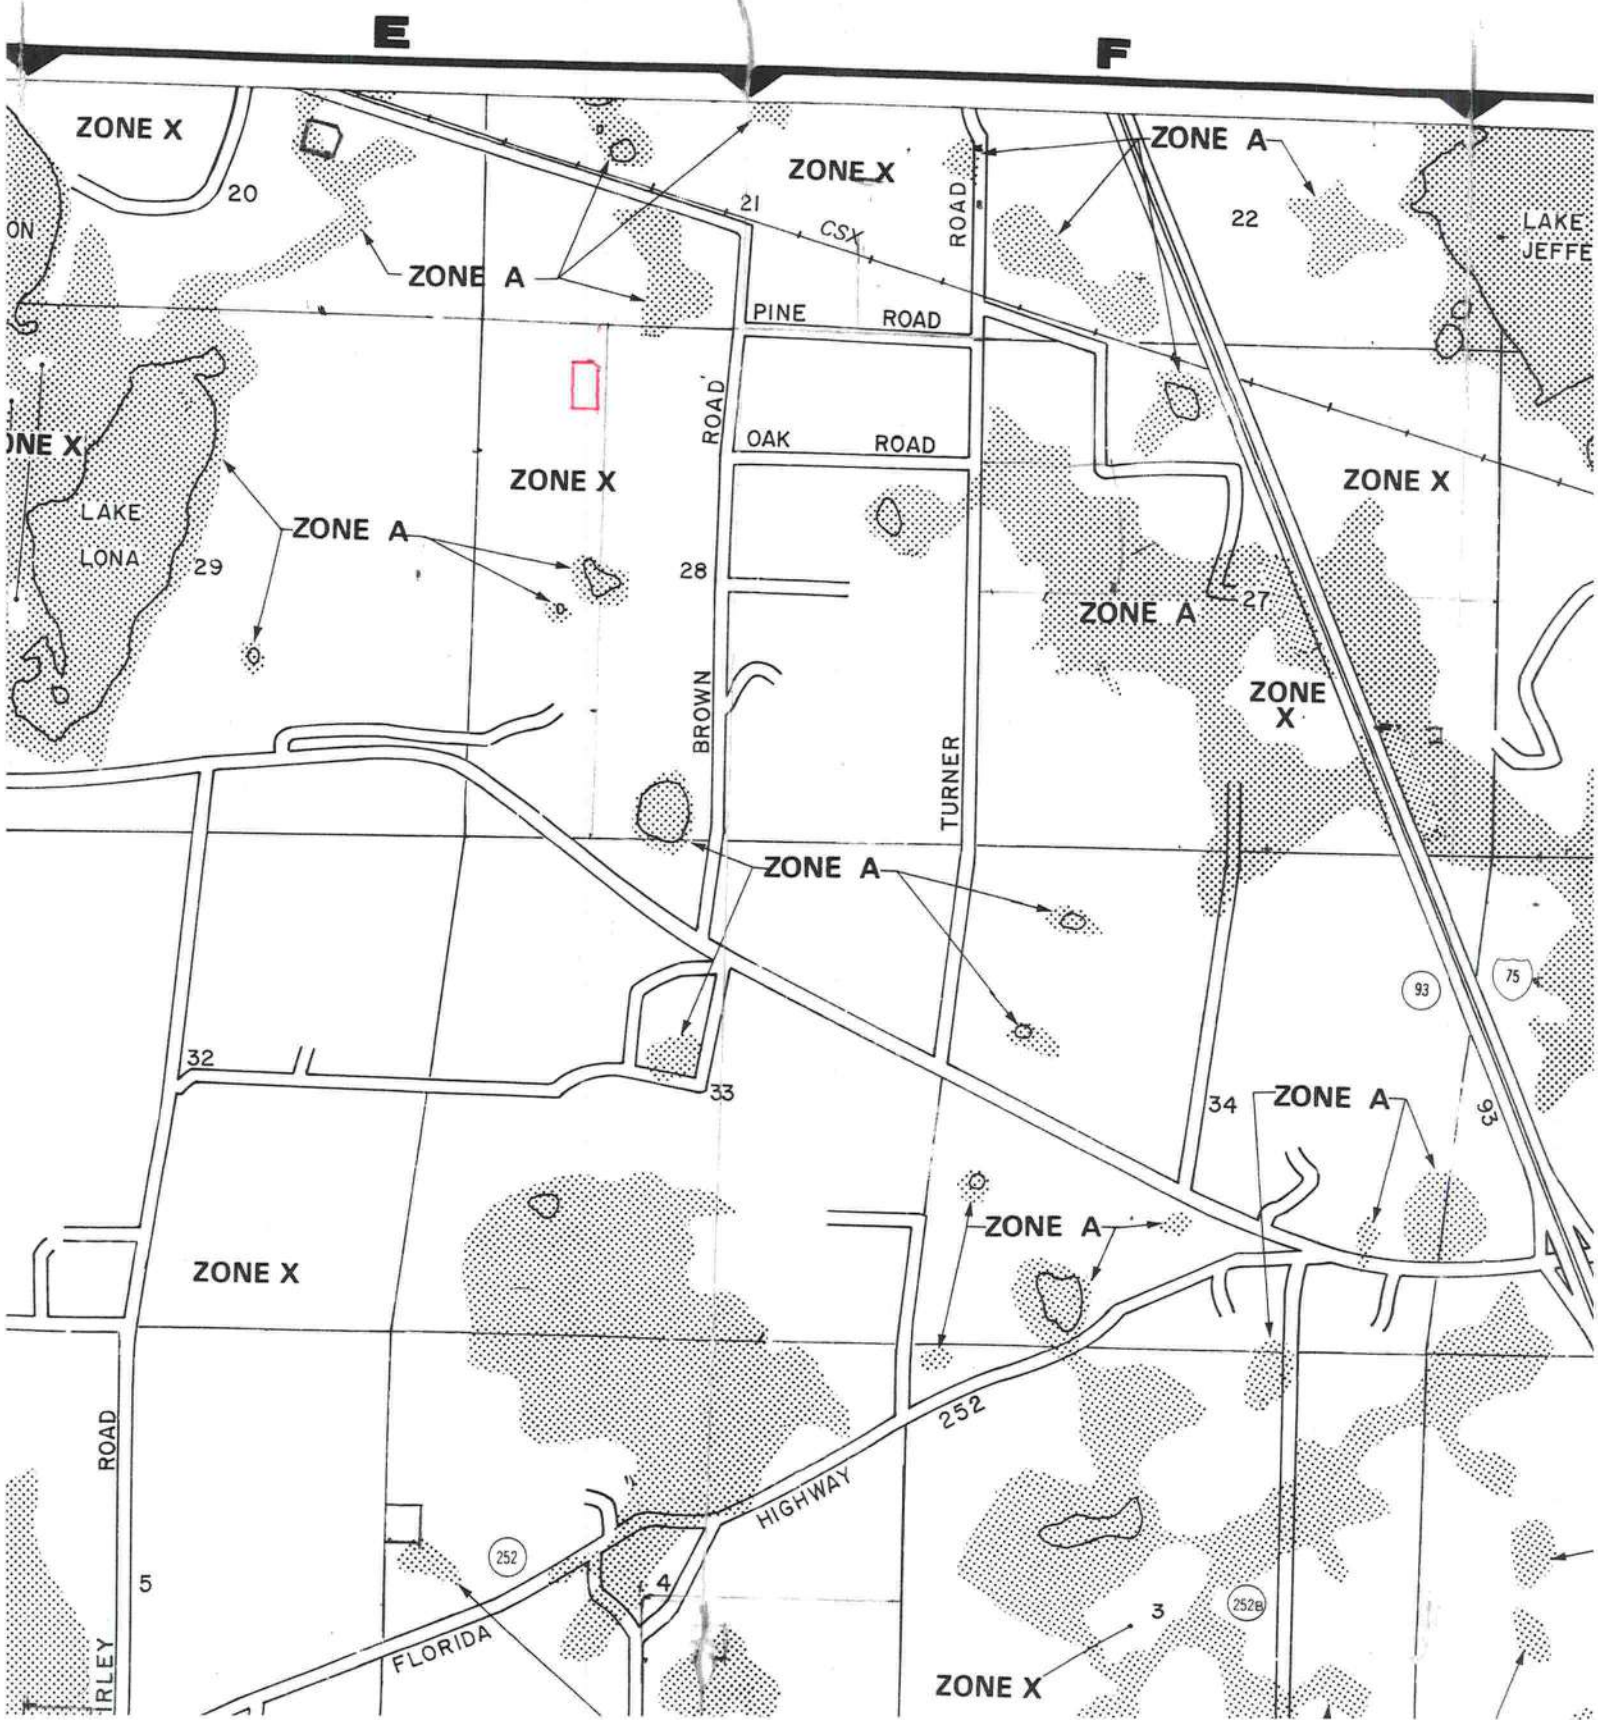 E
F
ZONE X
ZONE A
ZONE X
20
21
22
ROAD
LAKE
JEFFE
ON
CSX
ZONE A
PINE ROAD
ROAD
OAK ROAD
ONE X
ZONE X
ZONE X
LAKE
LONA
ZONE A
29
28
ZONE A
27
ZONE
X
BROWN
TURNER
ZONE A
93
75
32
33
34
ZONE A
93
ZONE A
ZONE X
ROAD
252
HIGHWAY
252
5
4
3
252B
FLORIDA
IRLEY
ZONE X